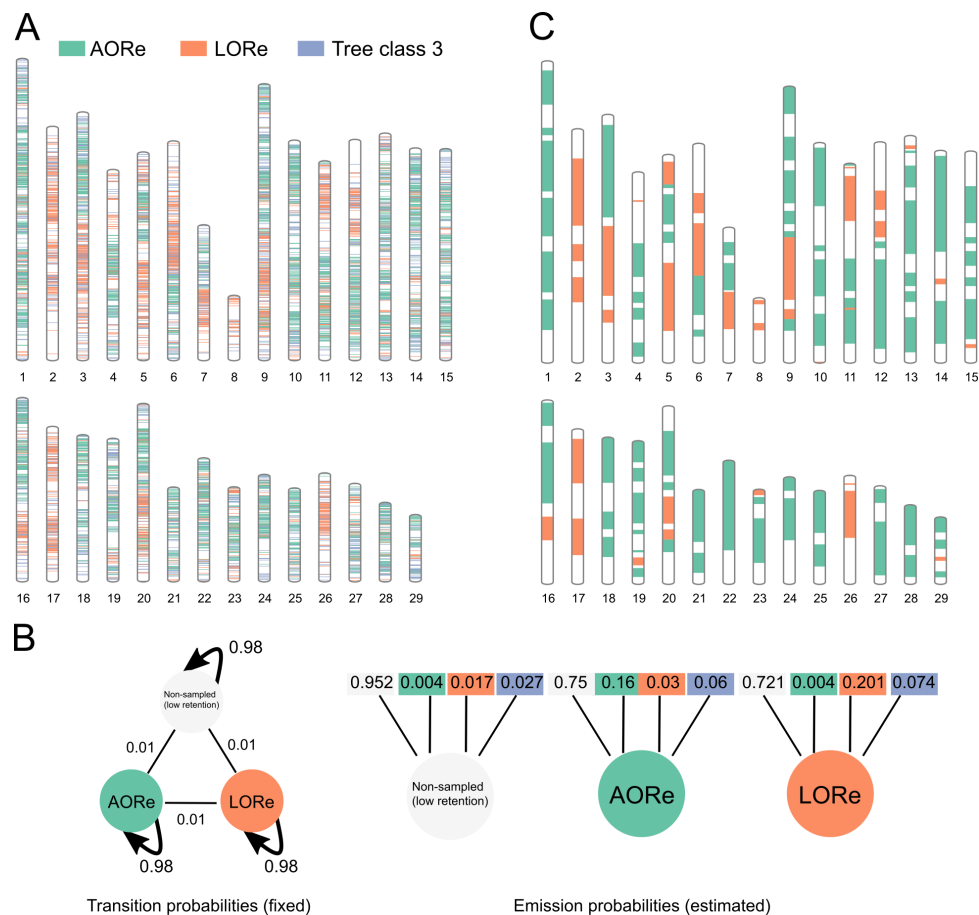 A
C
AORe LORe Tree class 3
1 2 3 4 5 6 7 8 9 10 11 12 13 14 15
1 2 3 4 5 6 7 8 9 10 11 12 13 14 15
16 17 18 19 20 21 22 23 24 25 26 27 28 29
16 17 18 19 20 21 22 23 24 25 26 27 28 29
B
0.98
Non-sampled
(low retention)
0.01 0.01
AORe LORe
0.01
0.98 0.98
Transition probabilities (fixed)
0.952 0.004 0.017 0.027 0.75 0.16 0.03 0.06 0.721 0.004 0.201 0.074
Non-sampled
(low retention)
AORe
LORe
Emission probabilities (estimated)